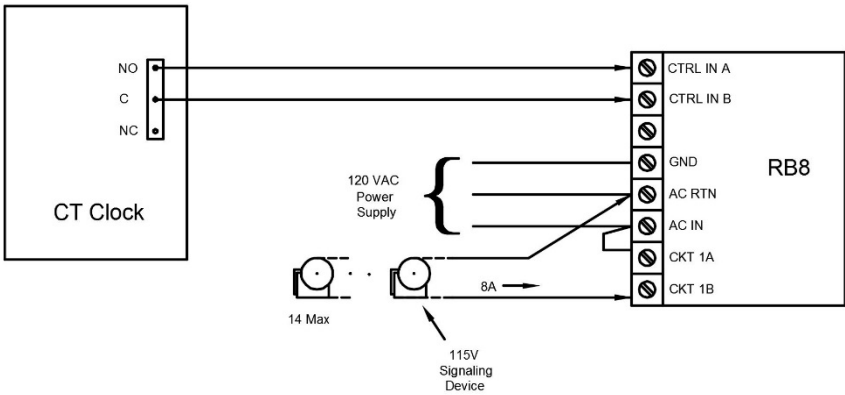 NO
C
NC
CT Clock
CTRL IN A
CTRL IN B
GND
AC RTN
AC IN
CKT 1A
CKT 1B
RB8
120 VAC
Power
Supply
8A
14 Max
115V
Signaling
Device